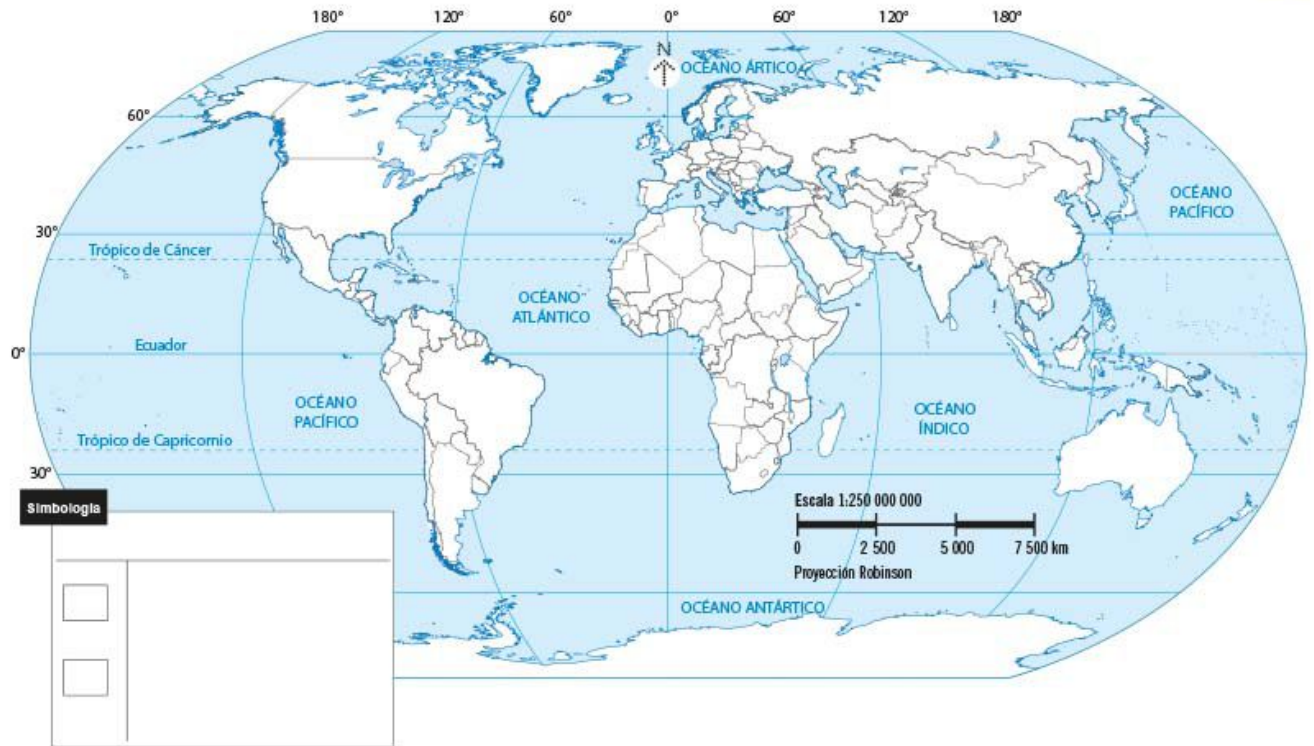 180° 120° 60° 0° 60° 120° 180°
N
OCÉANO ÁRTICO
60°
OCÉANO
PACÍFICO
30°
Trópico de Cáncer
OCÉANO
ATLÁNTICO
Ecuador
0°
OCÉANO
PACÍFICO
OCÉANO
ÍNDICO
Trópico de Capricornio
30°
Escala 1:250 000 000
0 2 500 5 000 7 500 km
Proyección Robinson
Simbología
OCÉANO ANTÁRTICO